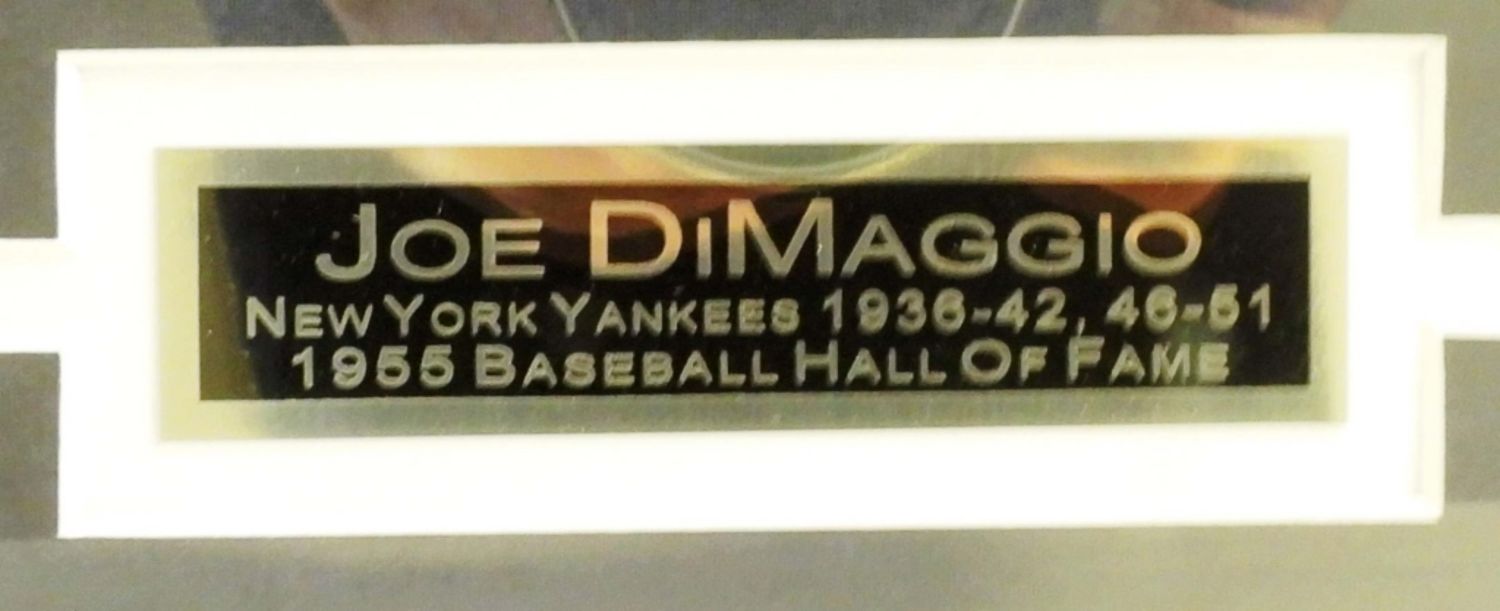 JOE DIMAGGIO
NEW YORK YANKEES 1936-42, 46-51
1955 BASEBALL HALL OF FAME